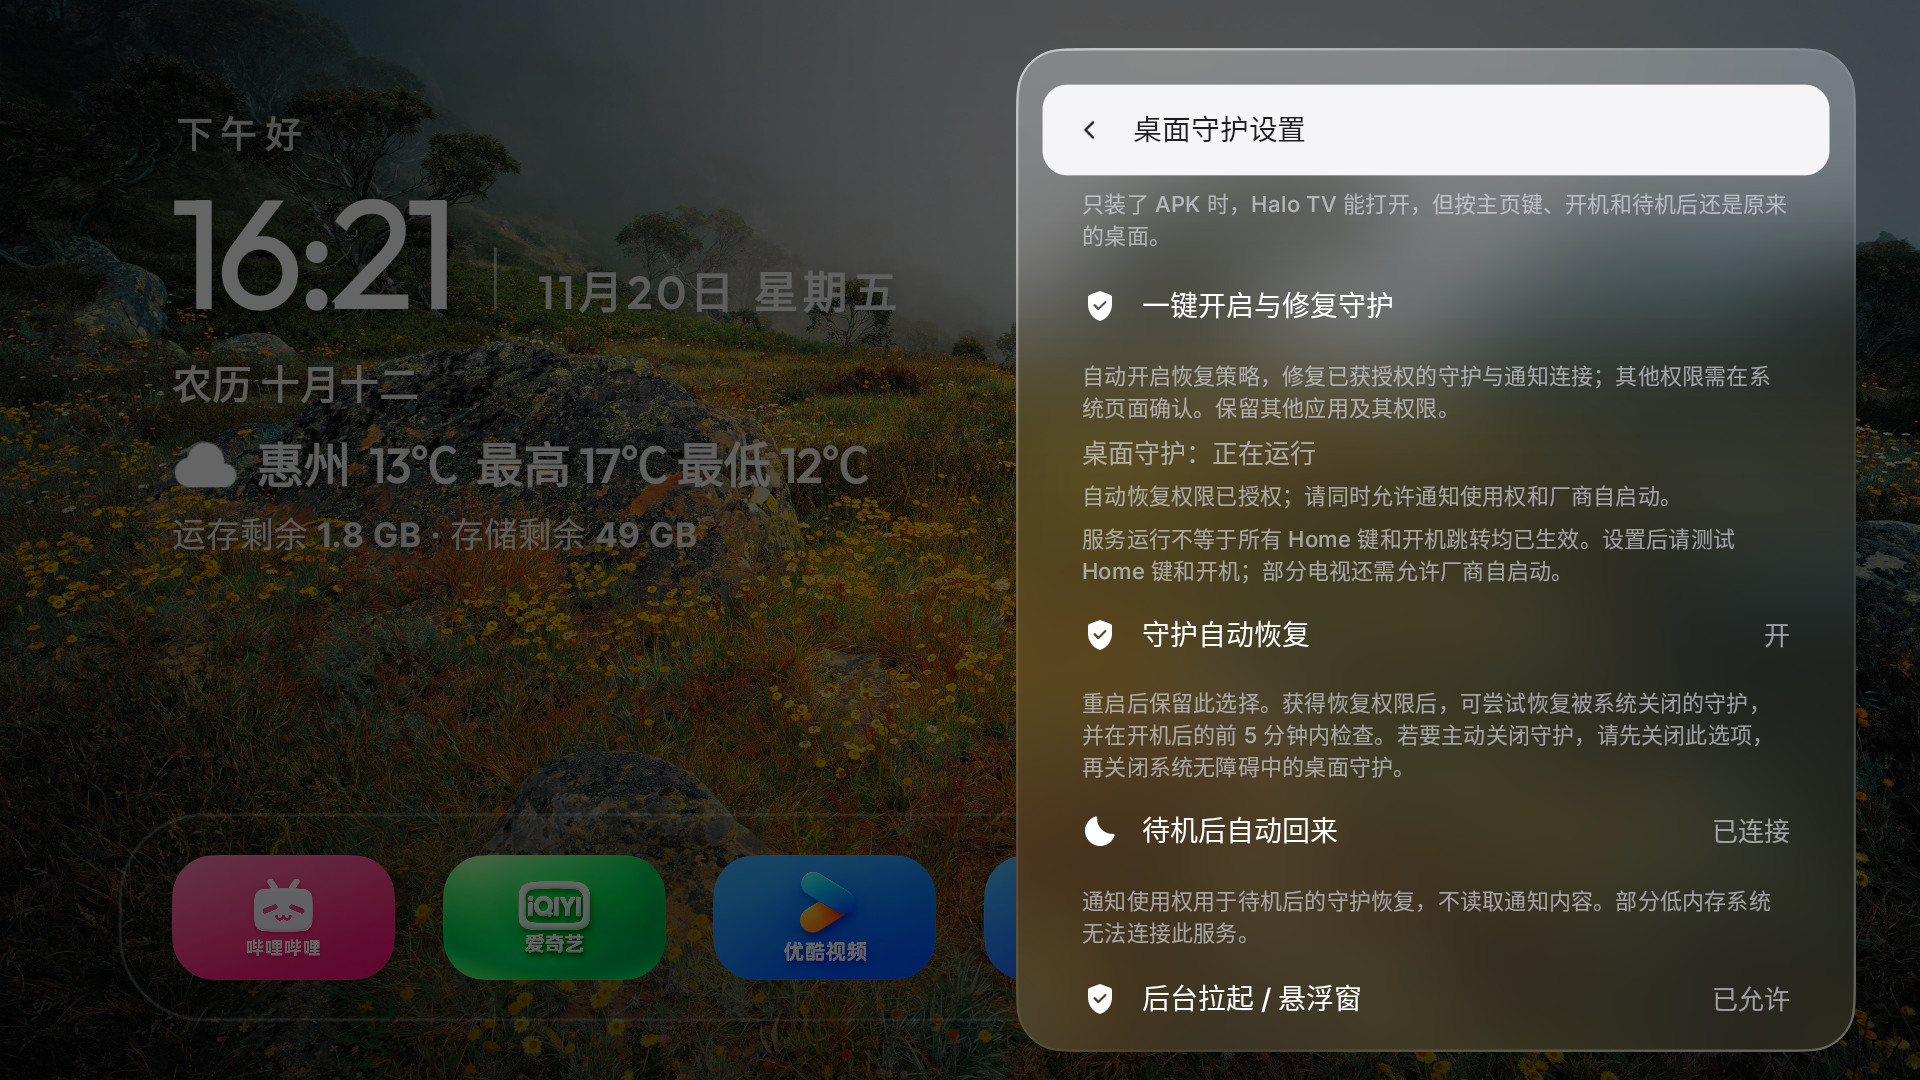 下午好
16:21
11月20日 星期五
农历十月十二
惠州 13°C 最高17°C 最低12°C
运存剩余 1.8 GB · 存储剩余 49 GB
哔哩哔哩
iQIYI
爱奇艺
优酷视频
桌面守护设置
只装了 APK 时，Halo TV 能打开，但按主页键、开机和待机后还是原来
的桌面。
一键开启与修复守护
自动开启恢复策略，修复已获授权的守护与通知连接；其他权限需在系
统页面确认。保留其他应用及其权限。
桌面守护：正在运行
自动恢复权限已授权；请同时允许通知使用权和厂商自启动。
服务运行不等于所有 Home 键和开机跳转均已生效。设置后请测试
Home 键和开机；部分电视还需允许厂商自启动。
守护自动恢复
开
重启后保留此选择。获得恢复权限后，可尝试恢复被系统关闭的守护，
并在开机后的前 5 分钟内检查。若要主动关闭守护，请先关闭此选项，
再关闭系统无障碍中的桌面守护。
待机后自动回来
已连接
通知使用权用于待机后的守护恢复，不读取通知内容。部分低内存系统
无法连接此服务。
后台拉起 / 悬浮窗
已允许